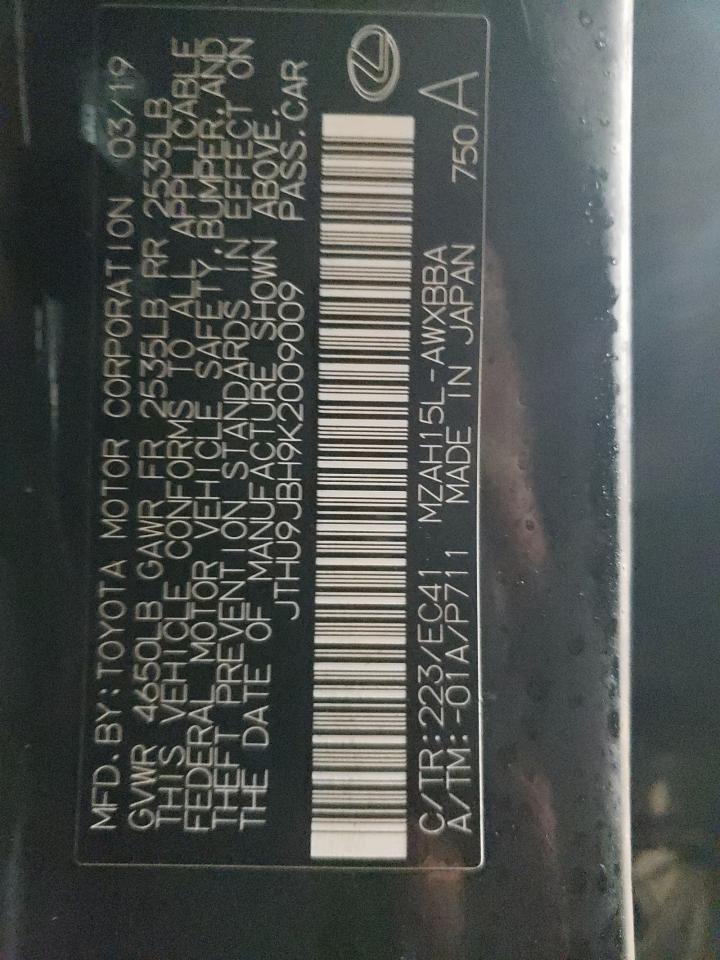 MFD.BY:TOYOTA MOTOR CORPORATION 03/19
GVWR 4650LB GAWR FR 2535LB RR 2535LB
THIS VEHICLE CONFORMS TO ALL APPLICABLE
FEDERAL MOTOR VEHICLE SAFETY,BUMPER,AND
THEFT PREVENTION STANDARDS IN EFFECT ON
THE DATE OF MANUFACTURE SHOWN ABOVE.
JTHU9JBH9K2009009 PASS.CAR
C/TR:223/EC41 MZAH15L-AWXBBA
A/TM:-01A/P711 MADE IN JAPAN 750 A